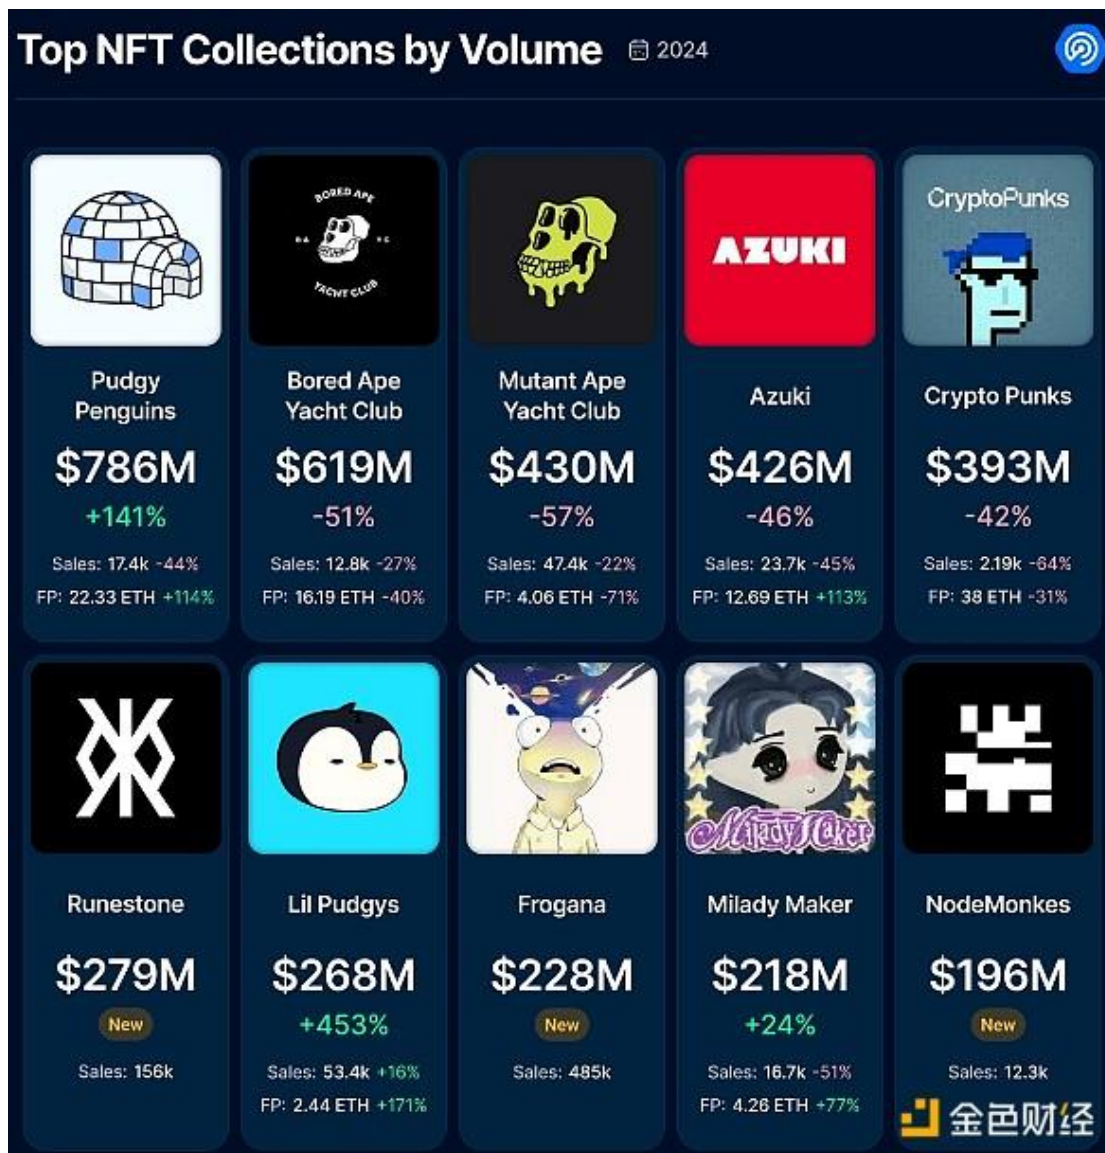 Top NFT Collections by Volume 2024
BORED APE
BA YC
YACHT CLUB
AZUKI
CryptoPunks
Pudgy
Penguins
$786M
+141%
Sales: 17.4k -44%
FP: 22.33 ETH +114%
Bored Ape
Yacht Club
$619M
-51%
Sales: 12.8k -27%
FP: 16.19 ETH -40%
Mutant Ape
Yacht Club
$430M
-57%
Sales: 47.4k -22%
FP: 4.06 ETH -71%
Azuki
$426M
-46%
Sales: 23.7k -45%
FP: 12.69 ETH +113%
Crypto Punks
$393M
-42%
Sales: 2.19k -64%
FP: 38 ETH -31%
Runestone
$279M
New
Sales: 156k
Lil Pudgys
$268M
+453%
Sales: 53.4k +16%
FP: 2.44 ETH +171%
Frogana
$228M
New
Sales: 485k
Milady Maker
Milady Maker
$218M
+24%
Sales: 16.7k -51%
FP: 4.26 ETH +77%
NodeMonkes
$196M
New
Sales: 12.3k
金色财经